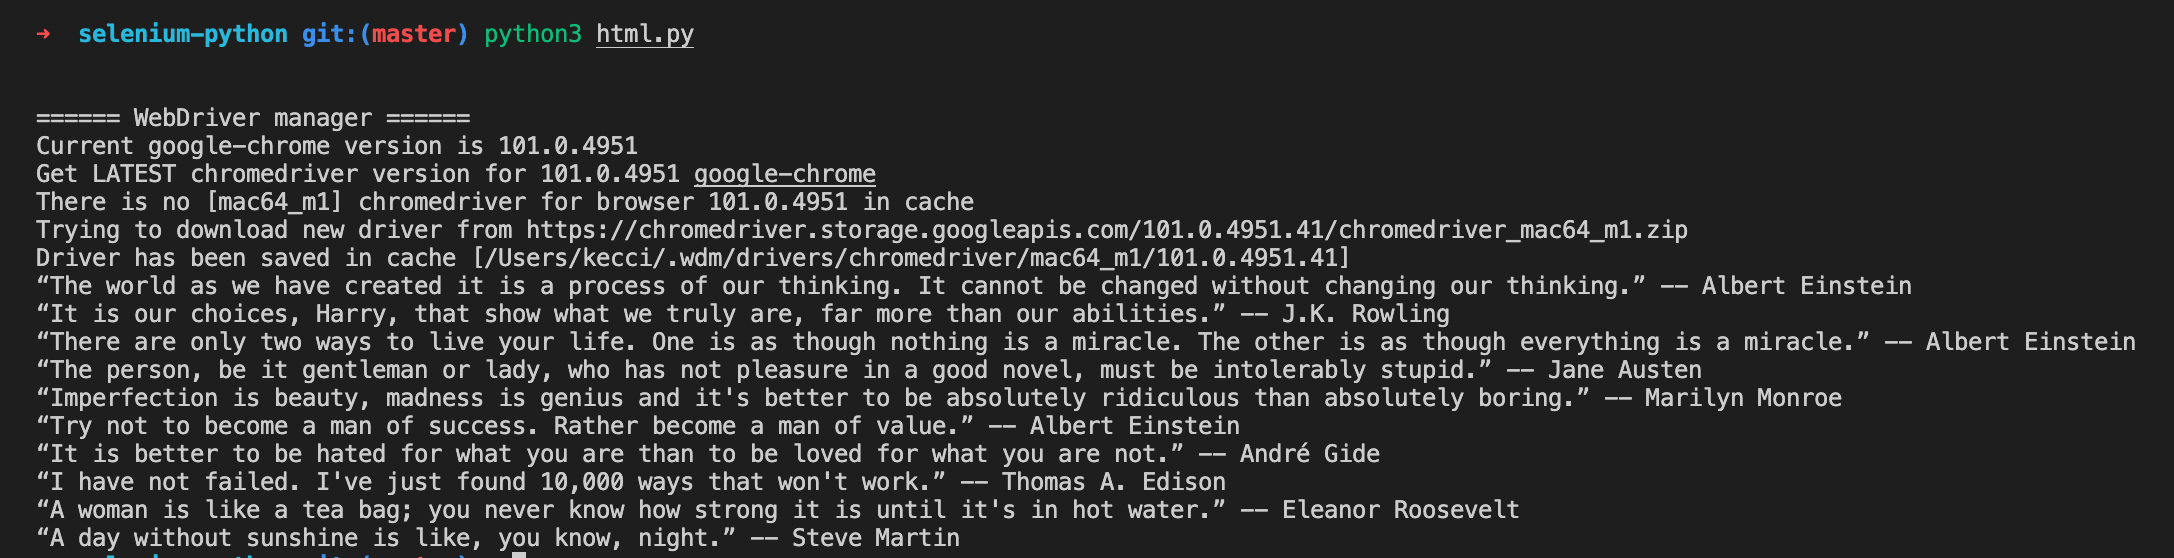 ➜  selenium-python git:(master) python3 html.py
====== WebDriver manager ======
Current google-chrome version is 101.0.4951
Get LATEST chromedriver version for 101.0.4951 google-chrome
There is no [mac64_m1] chromedriver for browser 101.0.4951 in cache
Trying to download new driver from https://chromedriver.storage.googleapis.com/101.0.4951.41/chromedriver_mac64_m1.zip
Driver has been saved in cache [/Users/kecci/.wdm/drivers/chromedriver/mac64_m1/101.0.4951.41]
“The world as we have created it is a process of our thinking. It cannot be changed without changing our thinking.” -- Albert Einstein
“It is our choices, Harry, that show what we truly are, far more than our abilities.” -- J.K. Rowling
“There are only two ways to live your life. One is as though nothing is a miracle. The other is as though everything is a miracle.” -- Albert Einstein
“The person, be it gentleman or lady, who has not pleasure in a good novel, must be intolerably stupid.” -- Jane Austen
“Imperfection is beauty, madness is genius and it's better to be absolutely ridiculous than absolutely boring.” -- Marilyn Monroe
“Try not to become a man of success. Rather become a man of value.” -- Albert Einstein
“It is better to be hated for what you are than to be loved for what you are not.” -- André Gide
“I have not failed. I've just found 10,000 ways that won't work.” -- Thomas A. Edison
“A woman is like a tea bag; you never know how strong it is until it's in hot water.” -- Eleanor Roosevelt
“A day without sunshine is like, you know, night.” -- Steve Martin